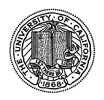 THE · UNIVERSITY · OF · CALIFORNIA
· 1868 ·